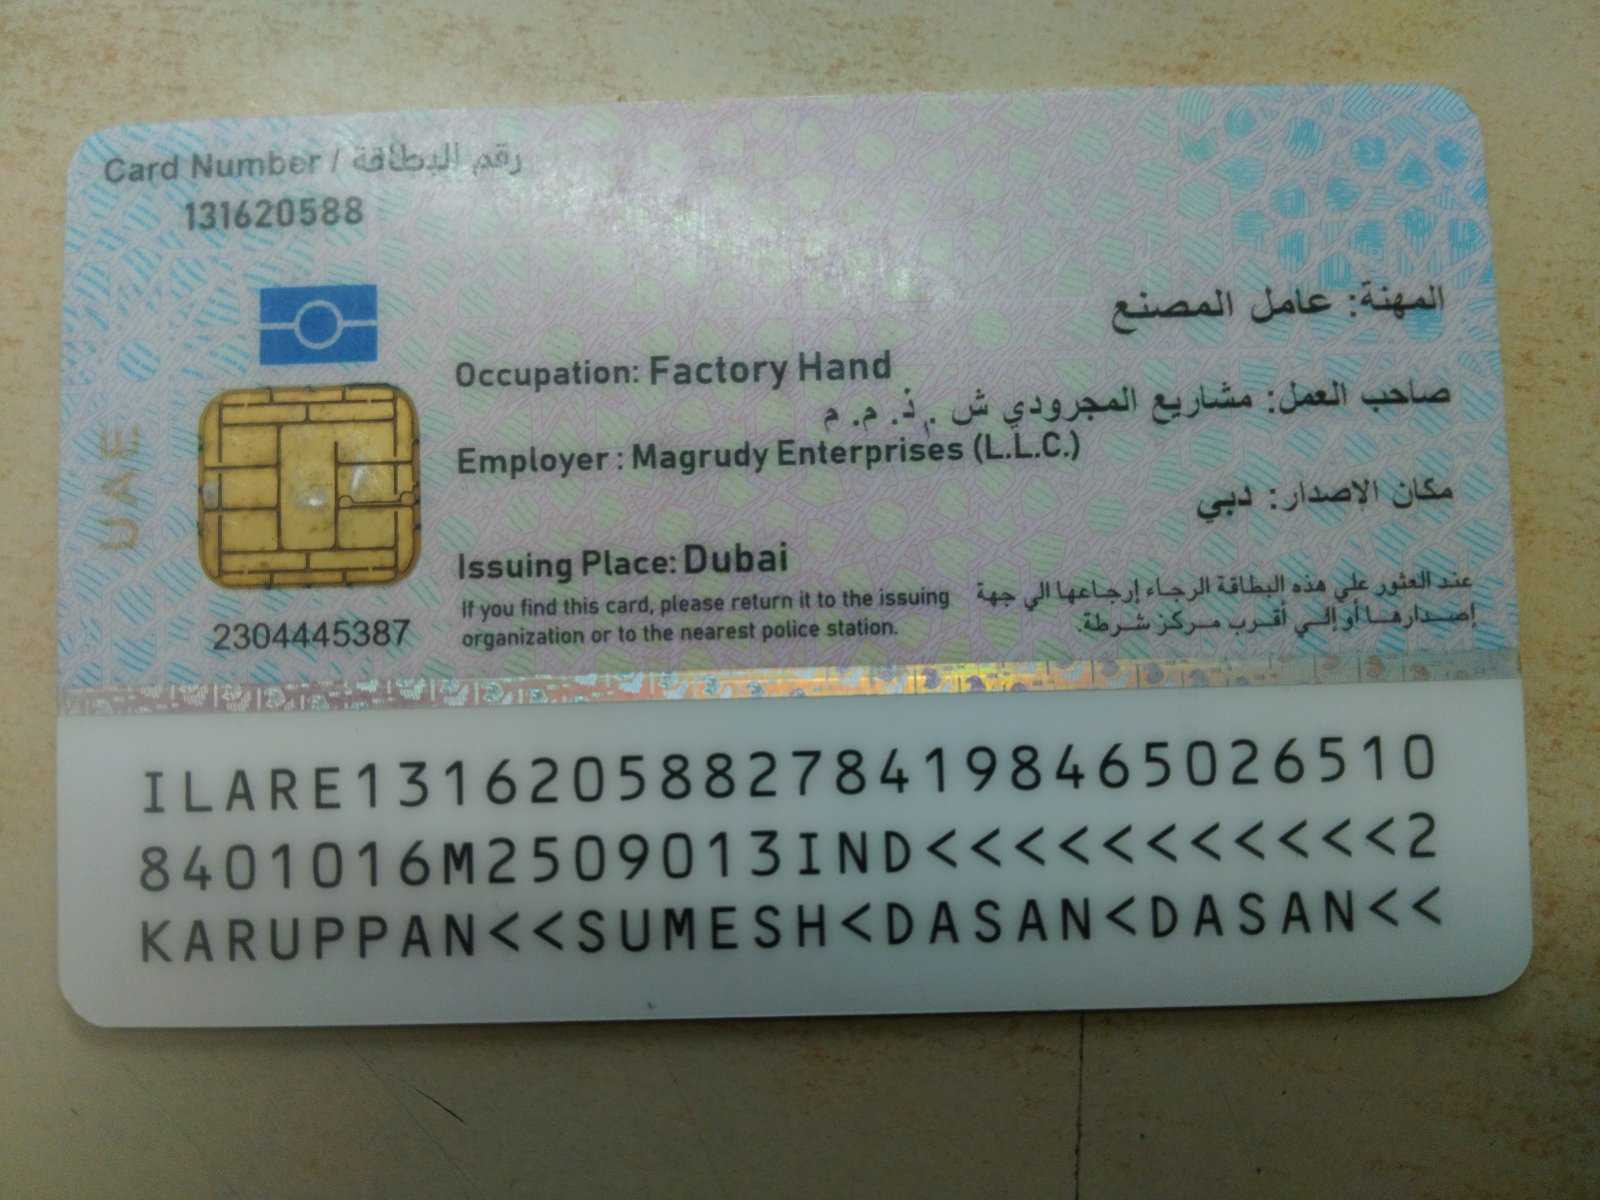 Card Number / رقم البطاقة
131620588
المهنة: عامل المصنع
Occupation: Factory Hand
صاحب العمل: مشاريع المجرودي ش . ذ. م. م
Employer : Magrudy Enterprises (L.L.C.)
مكان الاصدار: دبي
Issuing Place: Dubai
عند العثور علي هذه البطاقة الرجاء إرجاعها الي جهة
إصدارها أو إلي أقرب مركز شرطة.
If you find this card, please return it to the issuing
organization or to the nearest police station.
UAE
2304445387
ILARE1316205882784198465026510
8401016M2509013IND<<<<<<<<<<<2
KARUPPAN<<SUMESH<DASAN<DASAN<<